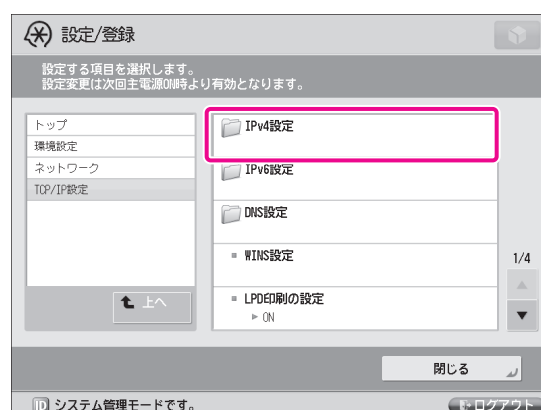 設定/登録
設定する項目を選択します。
設定変更は次回主電源ON時より有効となります。
トップ
環境設定
ネットワーク
TCP/IP設定
上へ
IPv4設定
IPv6設定
DNS設定
WINS設定
LPD印刷の設定
ON
1/4
閉じる
ID システム管理モードです。
ログアウト